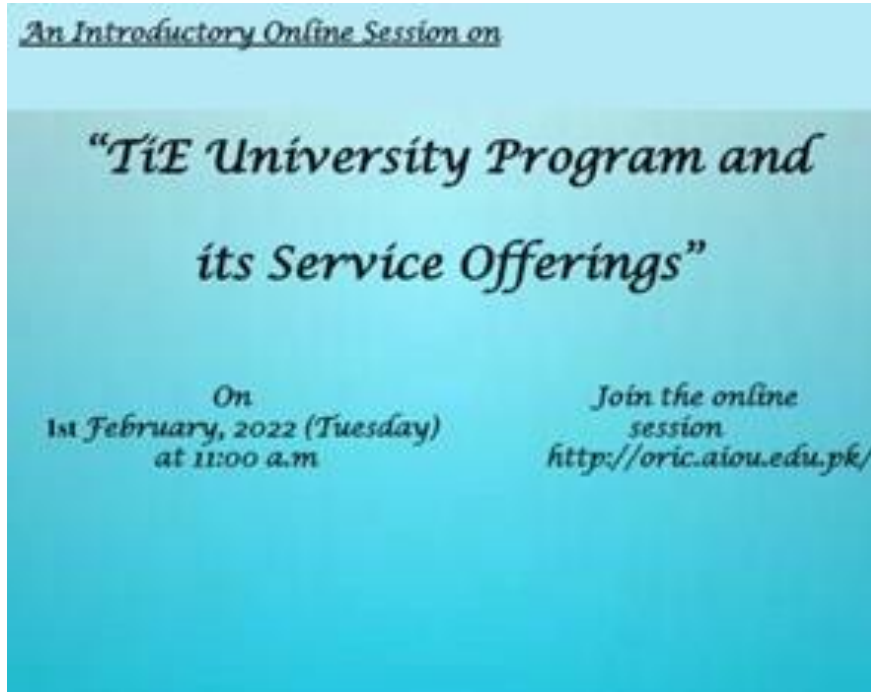 An Introductory Online Session on
“TiE University Program and
its Service Offerings”
On
1st February, 2022 (Tuesday)
at 11:00 a.m
Join the online
session
http://oric.aiou.edu.pk/